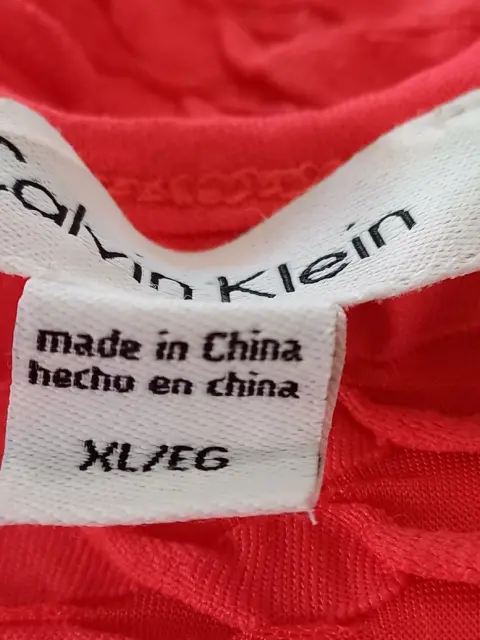 Calvin Klein
made in China
hecho en china
XL/EG